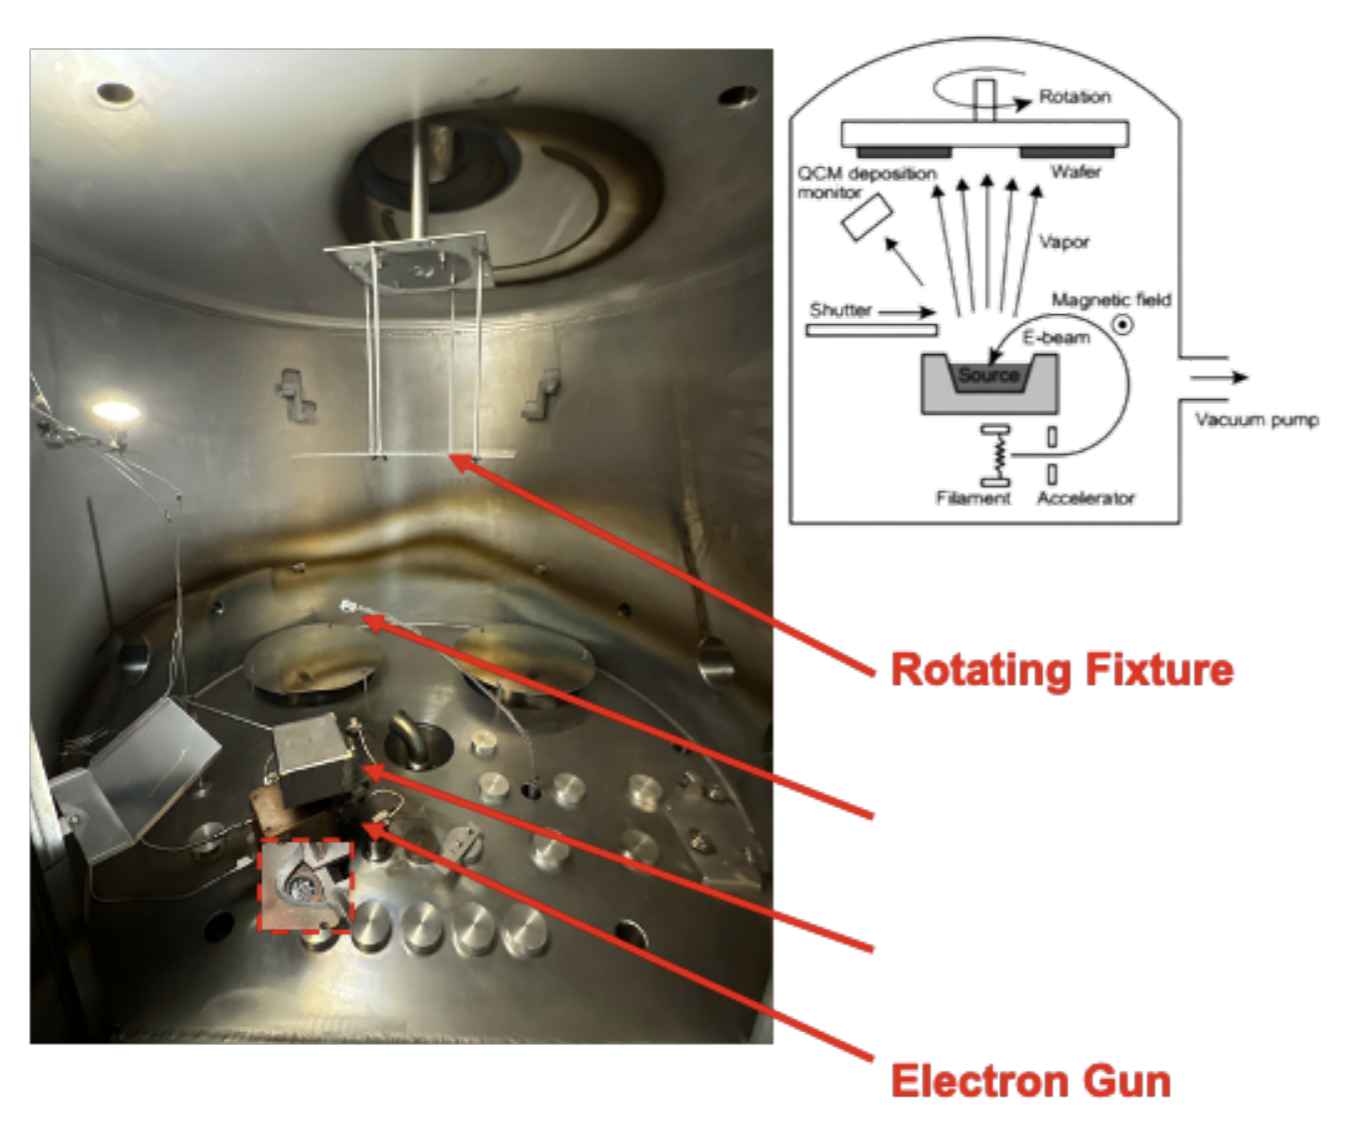 Rotation
QCM deposition
monitor
Wafer
Vapor
Magnetic field
Shutter
E-beam
Source
Vacuum pump
Filament
Accelerator
Rotating Fixture
Electron Gun